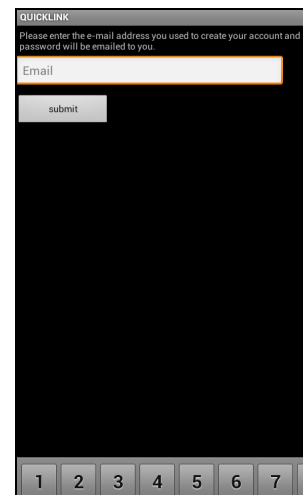 QUICKLINK
Please enter the e-mail address you used to create your account and
password will be emailed to you.
Email
submit
1 2 3 4 5 6 7